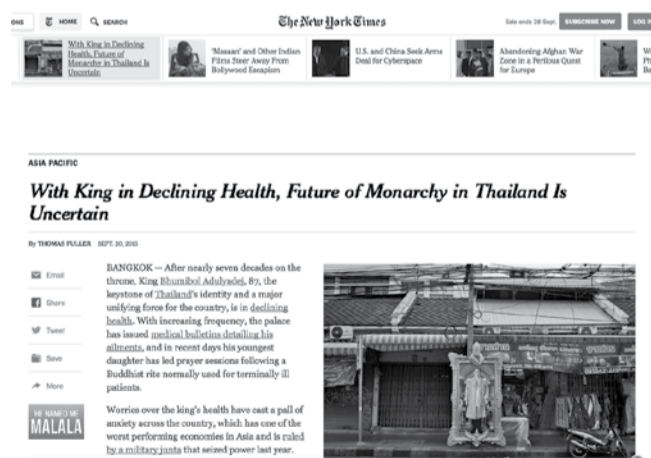 ONS
HOME
SEARCH
The New York Times
Sale ends 28 Sept.
SUBSCRIBE NOW
LOG I
With King in Declining
Health, Future of
Monarchy in Thailand Is
Uncertain
'Masaan' and Other Indian
Films Steer Away From
Bollywood Escapism
U.S. and China Seek Arms
Deal for Cyberspace
Abandoning Afghan War
Zone in a Perilous Quest
for Europe
ASIA PACIFIC
With King in Declining Health, Future of Monarchy in Thailand Is
Uncertain
By THOMAS FULLER SEPT. 20, 2015
Email
Share
Tweet
Save
More
HE NAMED ME
MALALA
BANGKOK — After nearly seven decades on the
throne, King Bhumibol Adulyadej, 87, the
keystone of Thailand's identity and a major
unifying force for the country, is in declining
health. With increasing frequency, the palace
has issued medical bulletins detailing his
ailments, and in recent days his youngest
daughter has led prayer sessions following a
Buddhist rite normally used for terminally ill
patients.
Worries over the king's health have cast a pall of
anxiety across the country, which has one of the
worst performing economies in Asia and is ruled
by a military junta that seized power last year.